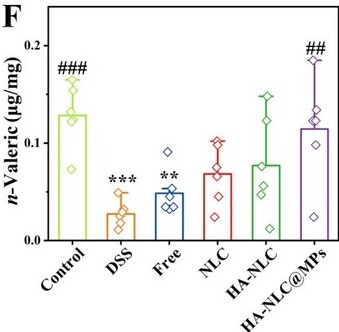 F
n-Valeric (µg/mg)
0.2
0.1
0.0
###
***
**
##
Control
DSS
Free
NLC
HA-NLC
HA-NLC@MPs